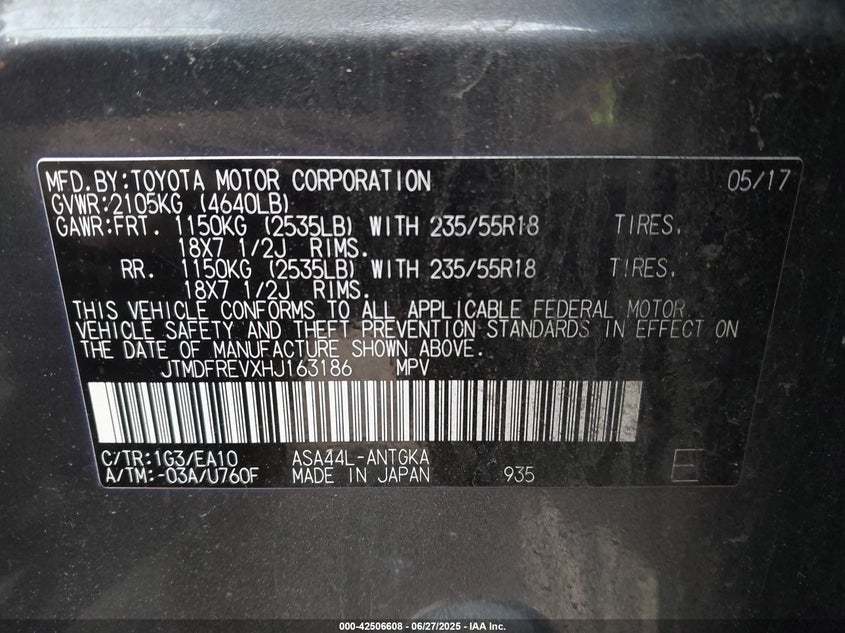 MFD.BY:TOYOTA MOTOR CORPORATION 05/17
GVWR:2105KG (4640LB)
GAWR:FRT. 1150KG (2535LB) WITH 235/55R18 TIRES.
18X7 1/2J RIMS.
RR. 1150KG (2535LB) WITH 235/55R18 TIRES.
18X7 1/2J RIMS.
THIS VEHICLE CONFORMS TO ALL APPLICABLE FEDERAL MOTOR
VEHICLE SAFETY AND THEFT PREVENTION STANDARDS IN EFFECT ON
THE DATE OF MANUFACTURE SHOWN ABOVE.
JTMDFREVXHJ163186 MPV
C/TR:1G3/EA10 ASA44L-ANTGKA
A/TM:-03A/U760F MADE IN JAPAN 935 E
000-42506608 - 06/27/2025 - IAA Inc.